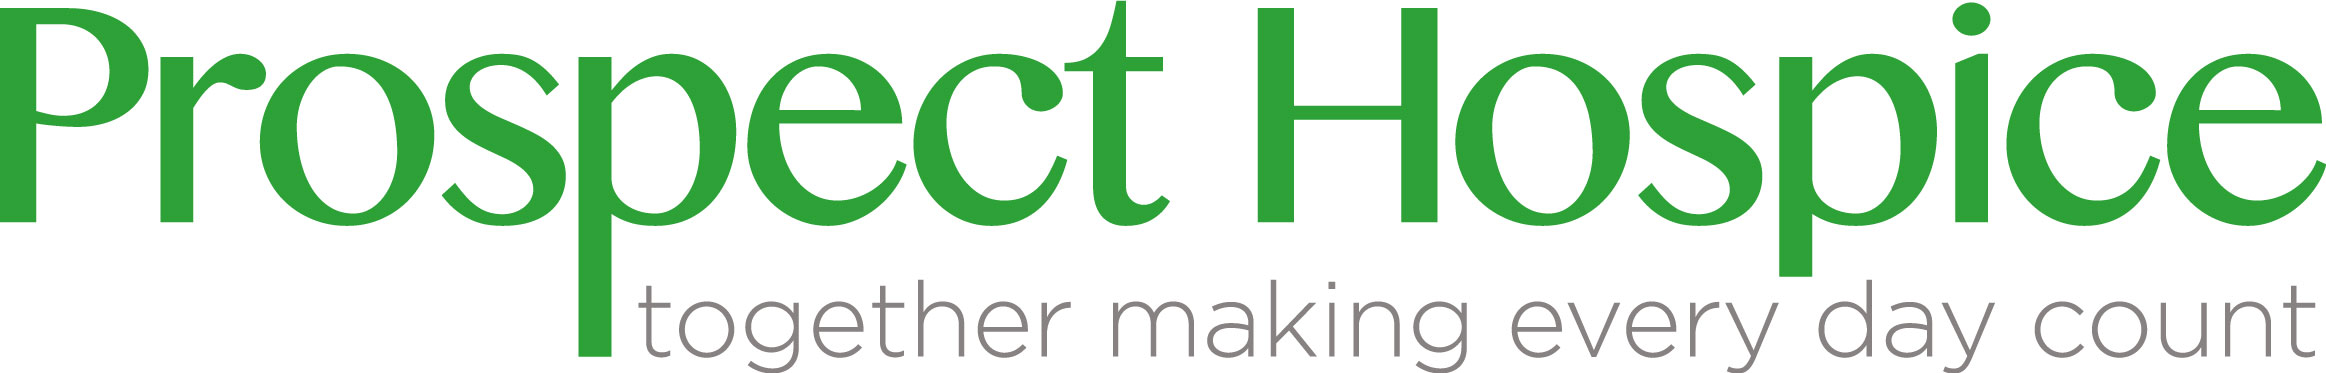 Prospect Hospice
together making every day count